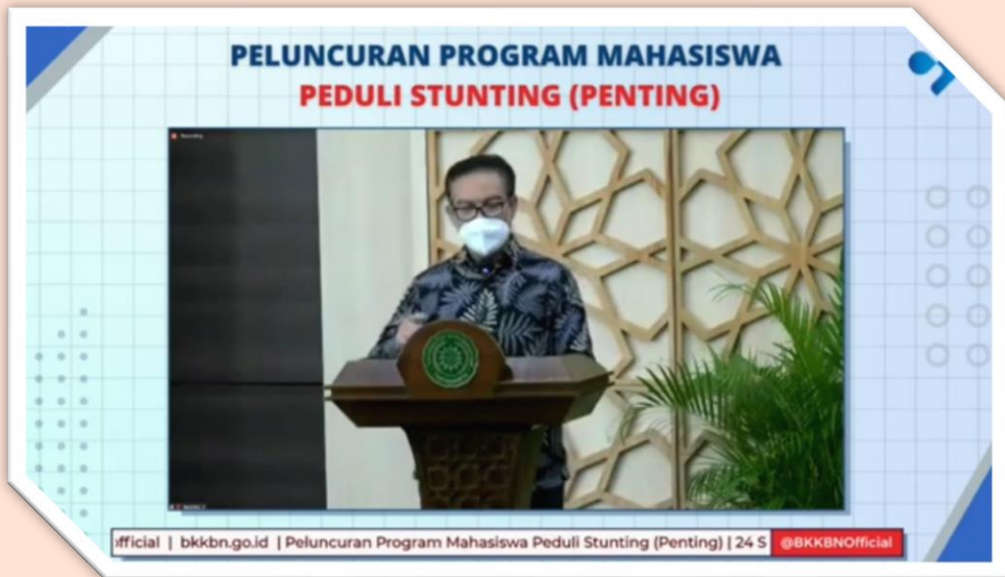 PELUNCURAN PROGRAM MAHASISWA
PEDULI STUNTING (PENTING)
fficial | bkkbn.go.id | Peluncuran Program Mahasiswa Peduli Stunting (Penting) | 24 S
@BKKBNOfficial